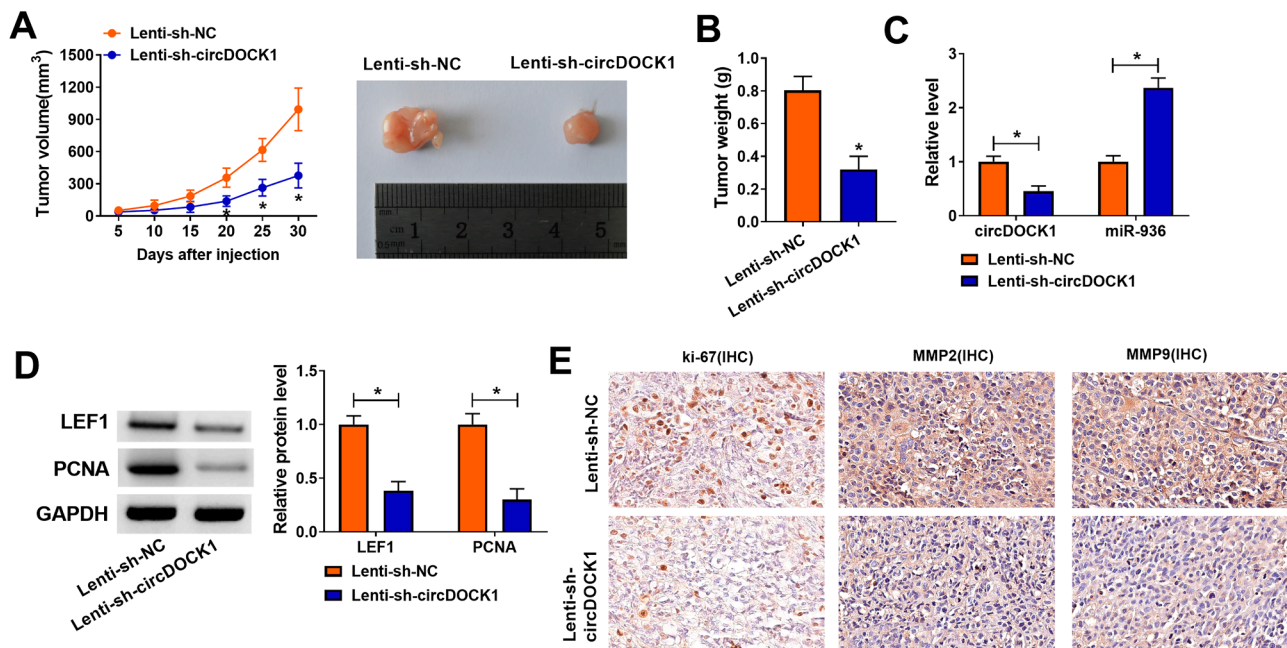 A
Lenti-sh-NC
Lenti-sh-circDOCK1
Tumor volume(mm³)
1500
1200
900
600
300
0
5 10 15 20 25 30
* * *
Days after injection
Lenti-sh-NC Lenti-sh-circDOCK1
mm
cm 1 2 3 4 5
0.5mm
B
Tumor weight (g)
1.0
0.8
0.6
0.4
0.2
0.0
*
Lenti-sh-NC
Lenti-sh-circDOCK1
C
Relative level
3
2
1
0
* *
circDOCK1 miR-936
Lenti-sh-NC
Lenti-sh-circDOCK1
D
LEF1
PCNA
GAPDH
Lenti-sh-NC
Lenti-sh-circDOCK1
Relative protein level
1.5
1.0
0.5
0.0
* *
LEF1 PCNA
Lenti-sh-NC
Lenti-sh-circDOCK1
E
ki-67(IHC) MMP2(IHC) MMP9(IHC)
Lenti-sh-NC
Lenti-sh-
circDOCK1